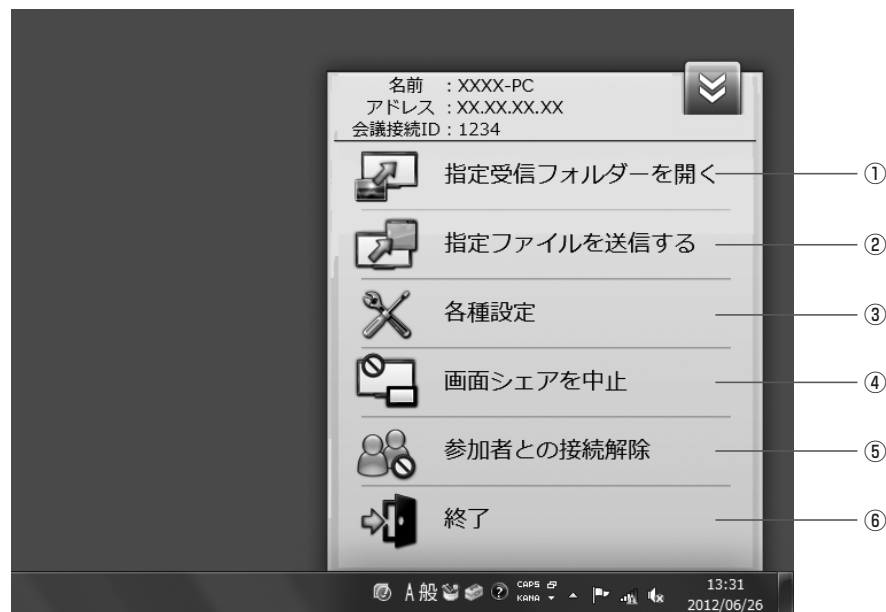 名前 : XXXX-PC
アドレス : XX.XX.XX.XX
会議接続ID : 1234
指定受信フォルダーを開く ①
指定ファイルを送信する ②
各種設定 ③
画面シェアを中止 ④
参加者との接続解除 ⑤
終了 ⑥
A 般 CAPS KANA 13:31
2012/06/26